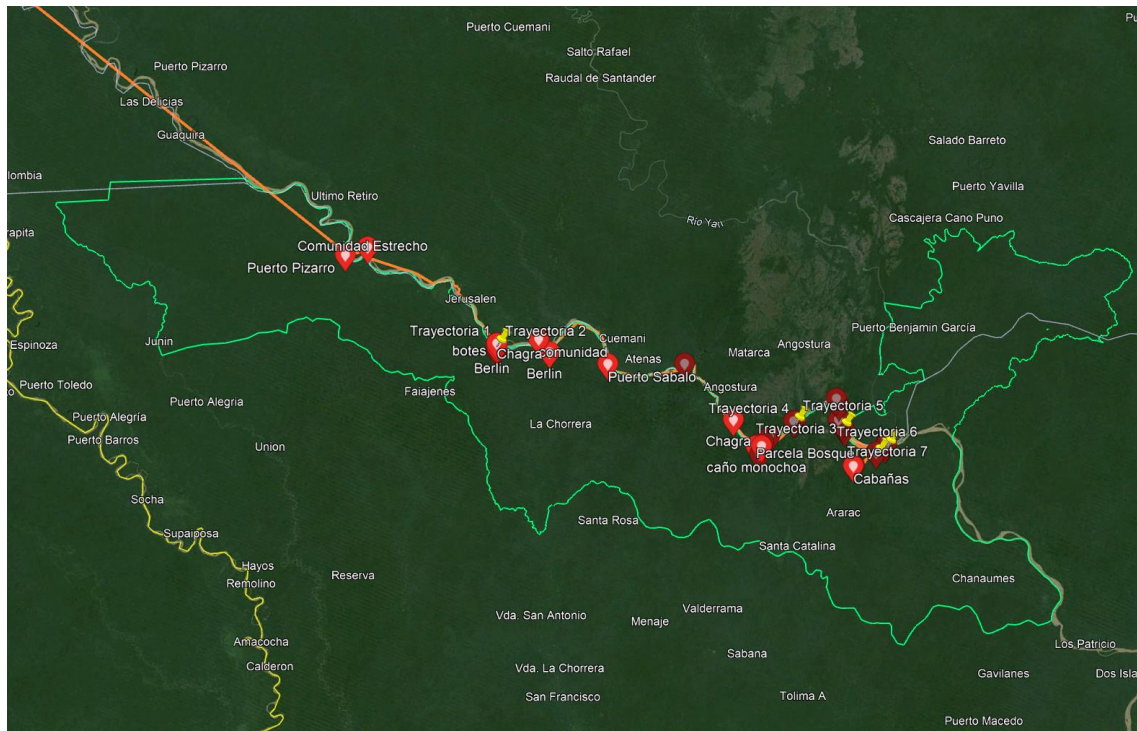 Puerto Cuemani
Salto Rafael
Puerto Pizarro
Raudal de Santander
Las Delicias
Guaquira
Salado Barreto
lombia
Puerto Yavilla
Ultimo Retiro
Cascajera Cano Puno
rapita
Comunidad Estrecho
Puerto Pizarro
Jerusalen
Puerto Benjamin García
Trayectoria 1
Trayectoria 2
Cuemani
Espinoza
Junin
botes
Chagra
comunidad
Matarca
Angostura
Berlin
Berlin
Atenas
Puerto Sabalo
Puerto Toledo
Faiajenes
Angostura
Puerto Alegria
Trayectoria 4
Trayectoria 5
Puerto Alegría
La Chorrera
Trayectoria 3
Trayectoria 6
Puerto Barros
Union
Chagra
Parcela Bosque
Trayectoria 7
caño monochoa
Cabañas
Socha
Ararac
Santa Rosa
Supaiposa
Santa Catalina
Hayos
Reserva
Remolino
Chanaumes
Vda. San Antonio
Valderrama
Menaje
Amacocha
Los Patricio
Sabana
Calderon
Vda. La Chorrera
Gavilanes
Dos Isla
San Francisco
Tolima A
Puerto Macedo